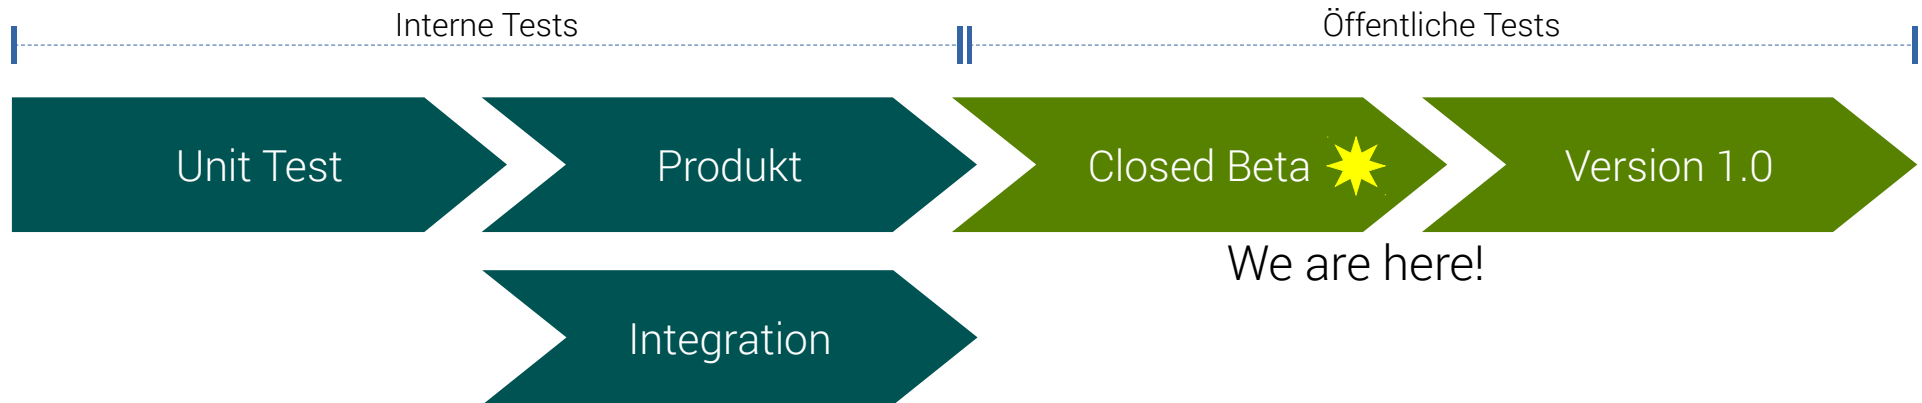 Interne Tests
Öffentliche Tests
Unit Test
Produkt
Closed Beta
Version 1.0
We are here!
Integration